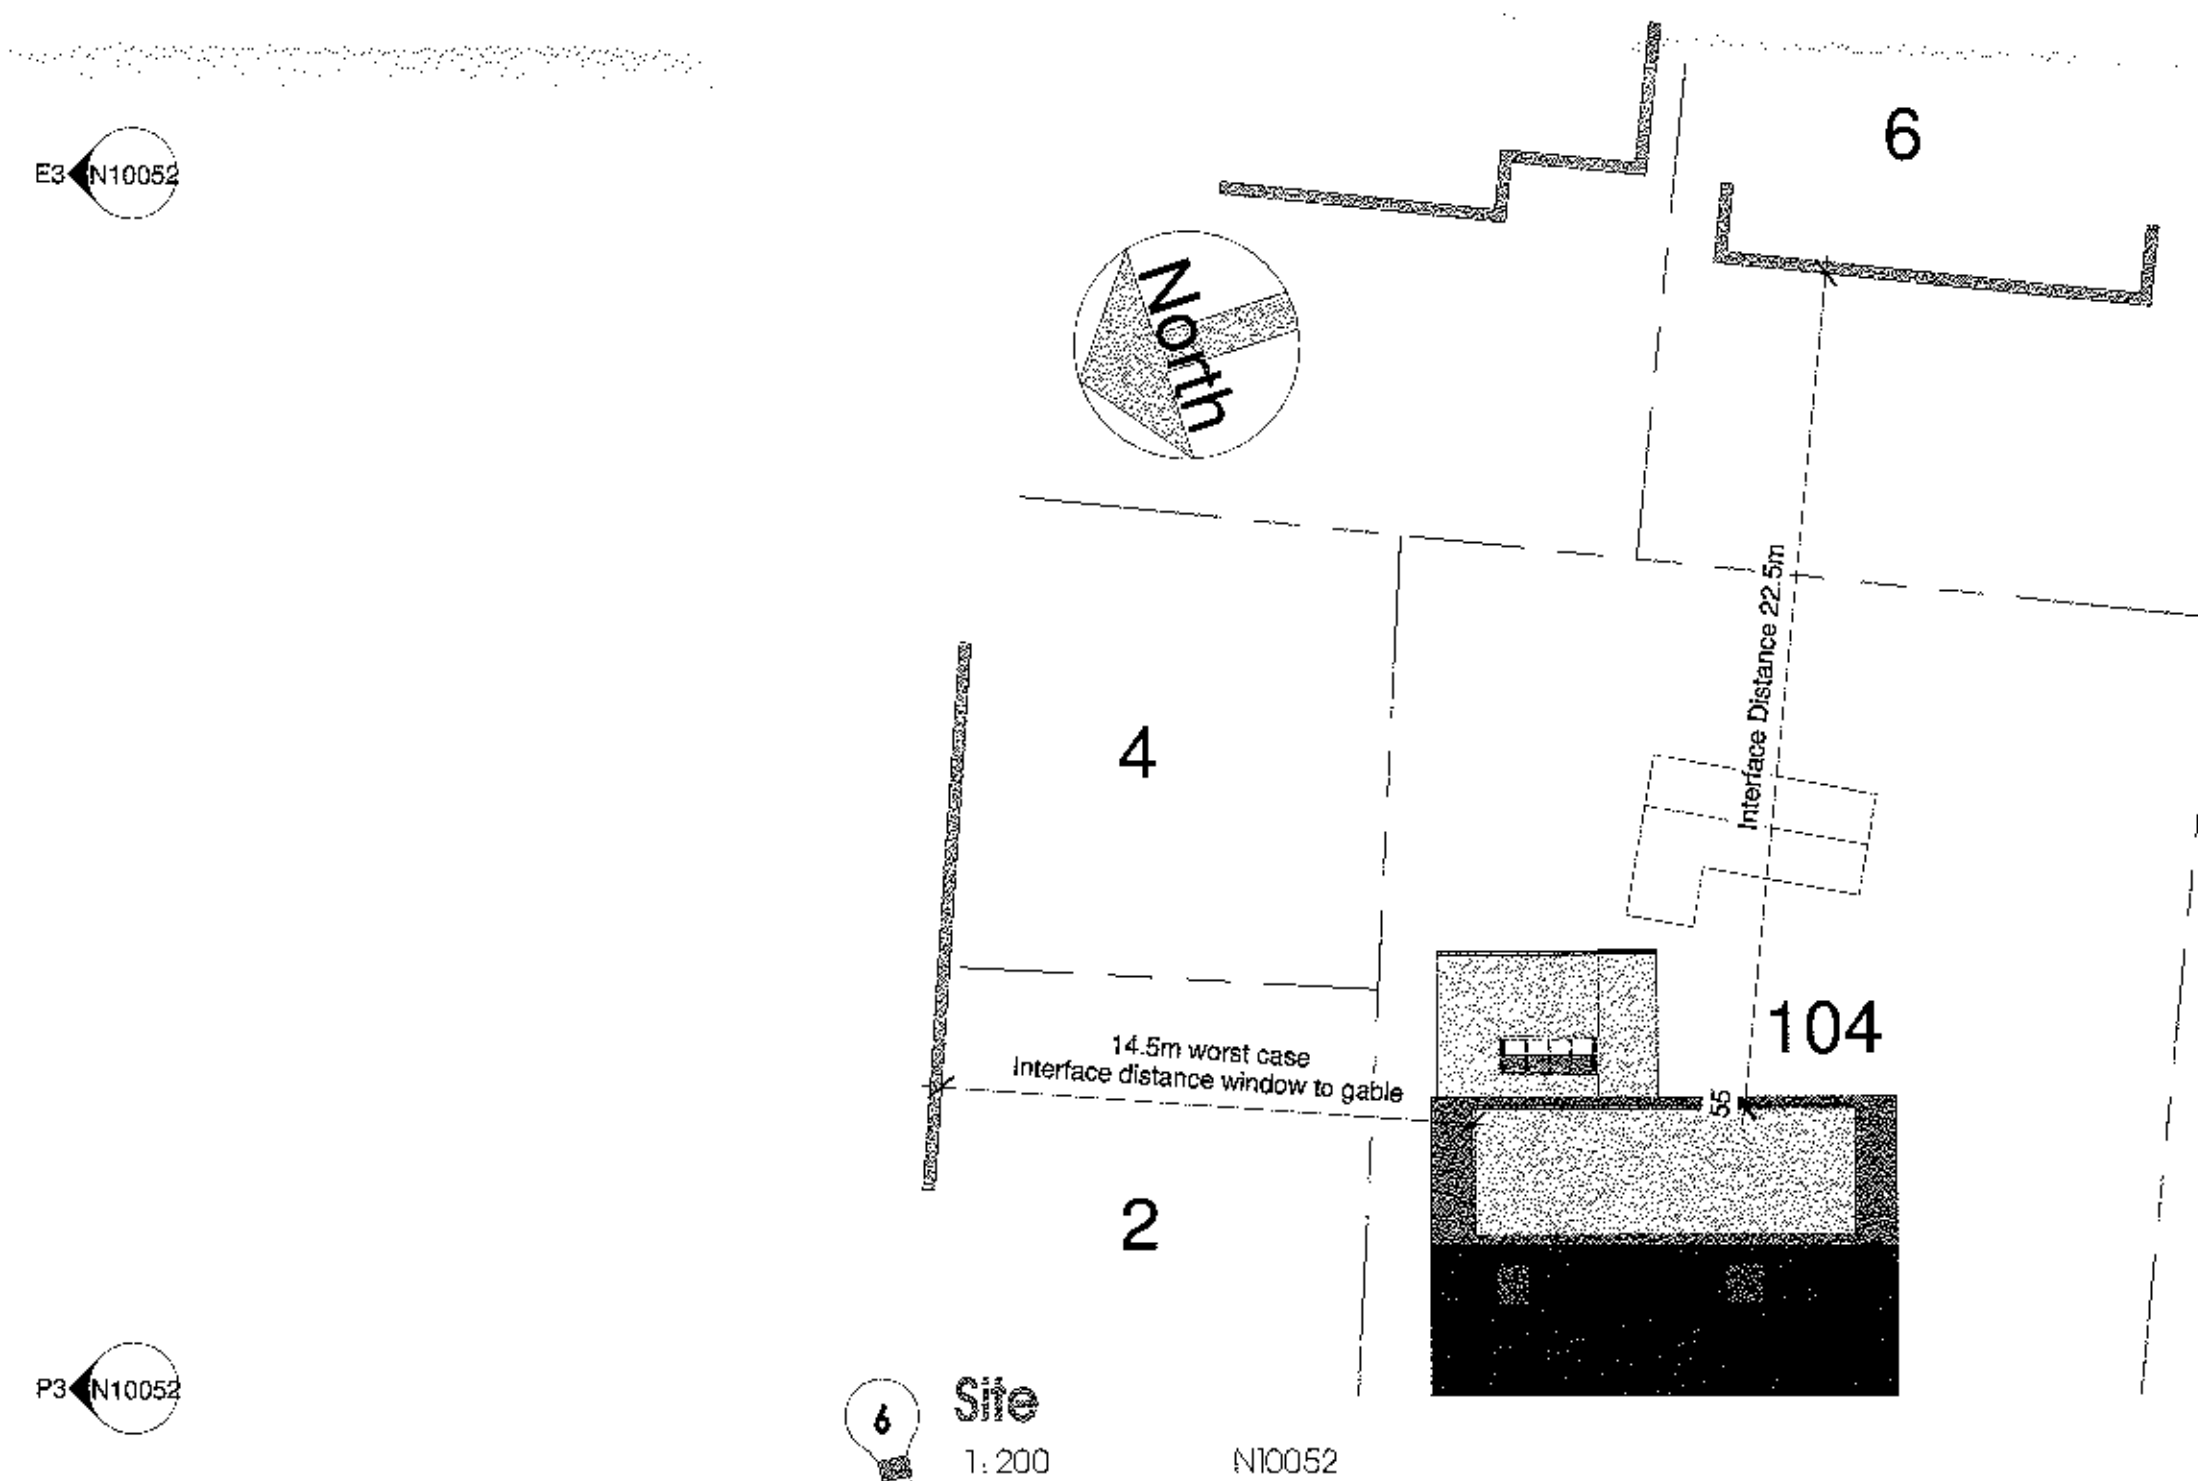 6
E3 N10052
North
Interface Distance 22.5m
4
104
14.5m worst case
Interface distance window to gable
55
2
P3 N10052
6 Site
1:200 N10052